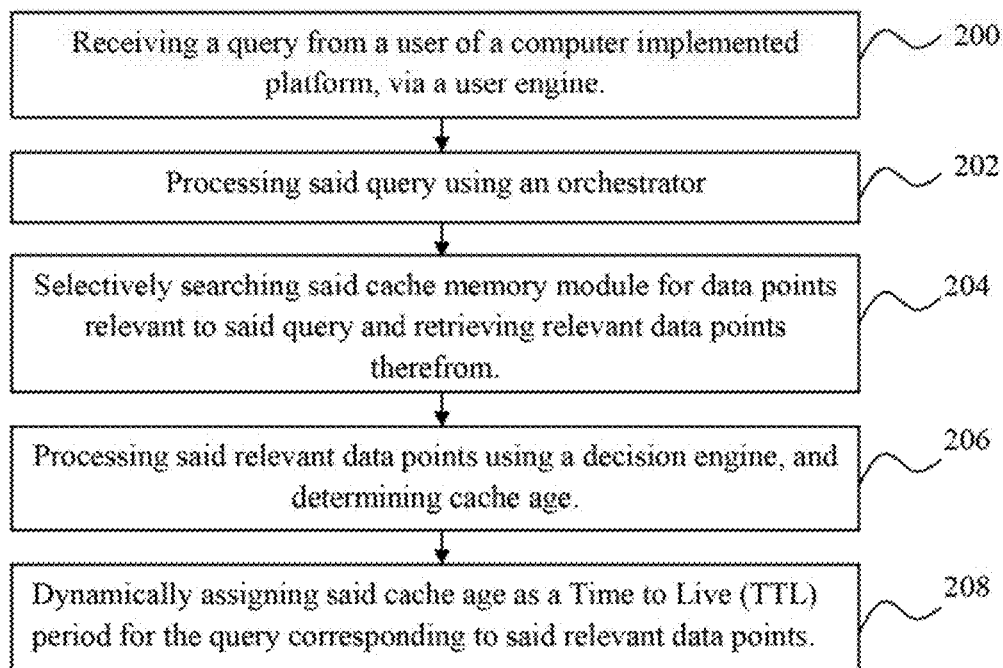 Receiving a query from a user of a computer implemented
platform, via a user engine.
200
Processing said query using an orchestrator
202
Selectively searching said cache memory module for data points
relevant to said query and retrieving relevant data points
therefrom.
204
Processing said relevant data points using a decision engine, and
determining cache age.
206
Dynamically assigning said cache age as a Time to Live (TTL)
period for the query corresponding to said relevant data points.
208